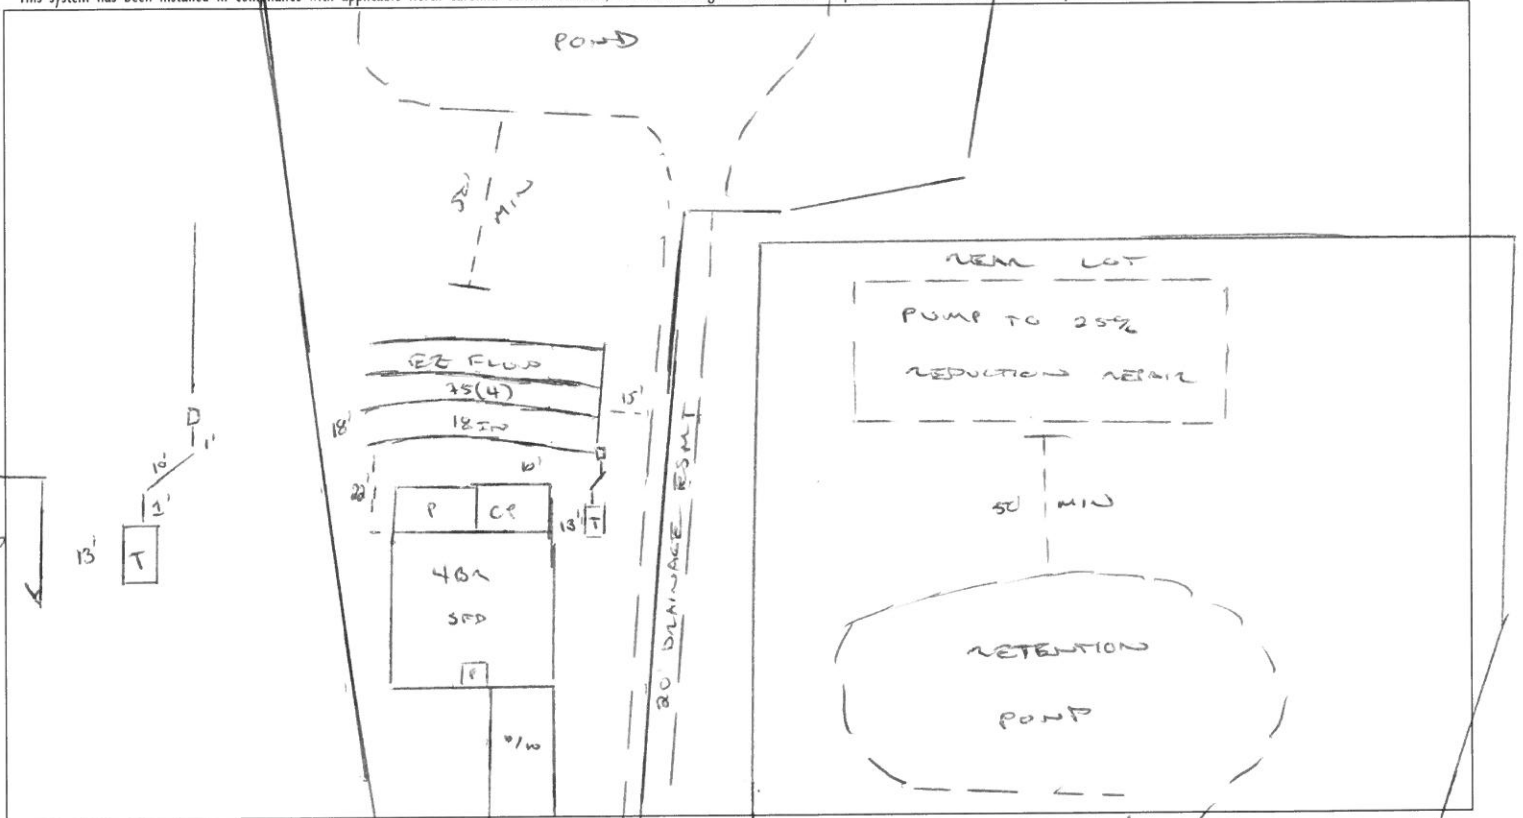 POND
50' MIN
EZ FLOW
75(4)
18 IN
18'
15'
22'
10'
P
CP
13'
T
4BR
SFD
P
D/W
20' DRAINAGE ESMT
D
1'
10'
1'
13'
T
REAR LOT
PUMP TO 25%
REDUCTION REPAIR
50' MIN
RETENTION
POND